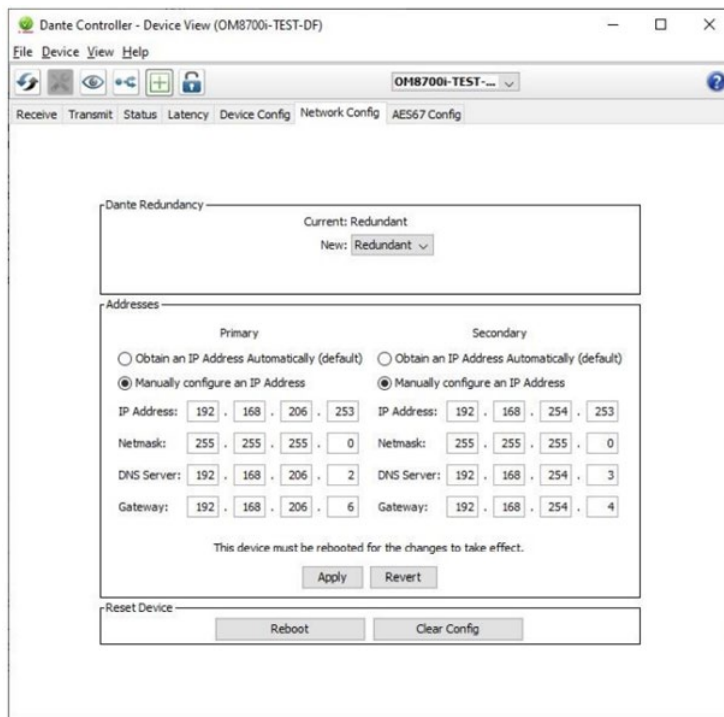 Dante Controller - Device View (OM8700i-TEST-DF)
File Device View Help
OM8700i-TEST-...
Receive Transmit Status Latency Device Config Network Config AES67 Config
Dante Redundancy
Current: Redundant
New: Redundant
Addresses
Primary Secondary
Obtain an IP Address Automatically (default) Obtain an IP Address Automatically (default)
Manually configure an IP Address Manually configure an IP Address
IP Address: 192 . 168 . 206 . 253 IP Address: 192 . 168 . 254 . 253
Netmask: 255 . 255 . 255 . 0 Netmask: 255 . 255 . 255 . 0
DNS Server: 192 . 168 . 206 . 2 DNS Server: 192 . 168 . 254 . 3
Gateway: 192 . 168 . 206 . 6 Gateway: 192 . 168 . 254 . 4
This device must be rebooted for the changes to take effect.
Apply Revert
Reset Device
Reboot Clear Config